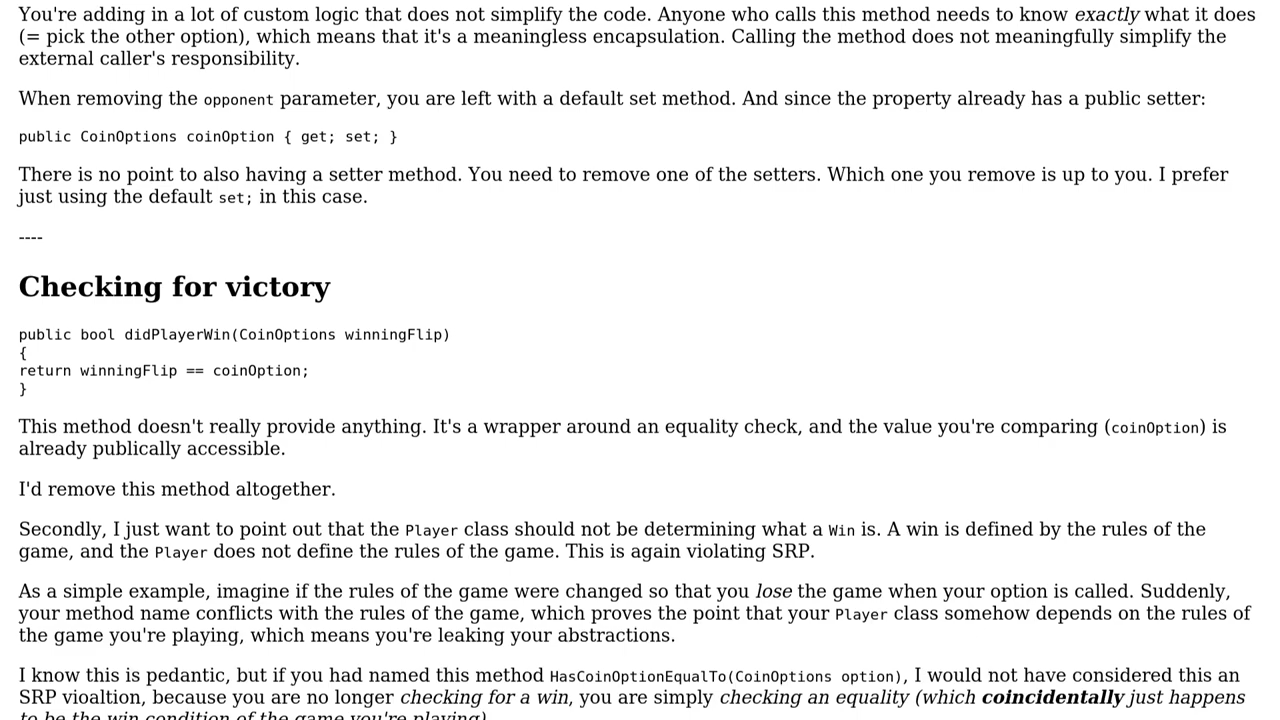 You're adding in a lot of custom logic that does not simplify the code. Anyone who calls this method needs to know exactly what it does
(= pick the other option), which means that it's a meaningless encapsulation. Calling the method does not meaningfully simplify the
external caller's responsibility.
When removing the opponent parameter, you are left with a default set method. And since the property already has a public setter:
public CoinOptions coinOption { get; set; }
There is no point to also having a setter method. You need to remove one of the setters. Which one you remove is up to you. I prefer
just using the default set; in this case.
----
Checking for victory
public bool didPlayerWin(CoinOptions winningFlip)
{
return winningFlip == coinOption;
}
This method doesn't really provide anything. It's a wrapper around an equality check, and the value you're comparing (coinOption) is
already publically accessible.
I'd remove this method altogether.
Secondly, I just want to point out that the Player class should not be determining what a Win is. A win is defined by the rules of the
game, and the Player does not define the rules of the game. This is again violating SRP.
As a simple example, imagine if the rules of the game were changed so that you lose the game when your option is called. Suddenly,
your method name conflicts with the rules of the game, which proves the point that your Player class somehow depends on the rules of
the game you're playing, which means you're leaking your abstractions.
I know this is pedantic, but if you had named this method HasCoinOptionEqualTo(CoinOptions option), I would not have considered this an
SRP vioaltion, because you are no longer checking for a win, you are simply checking an equality (which coincidentally just happens
to be the win condition of the game you're playing)